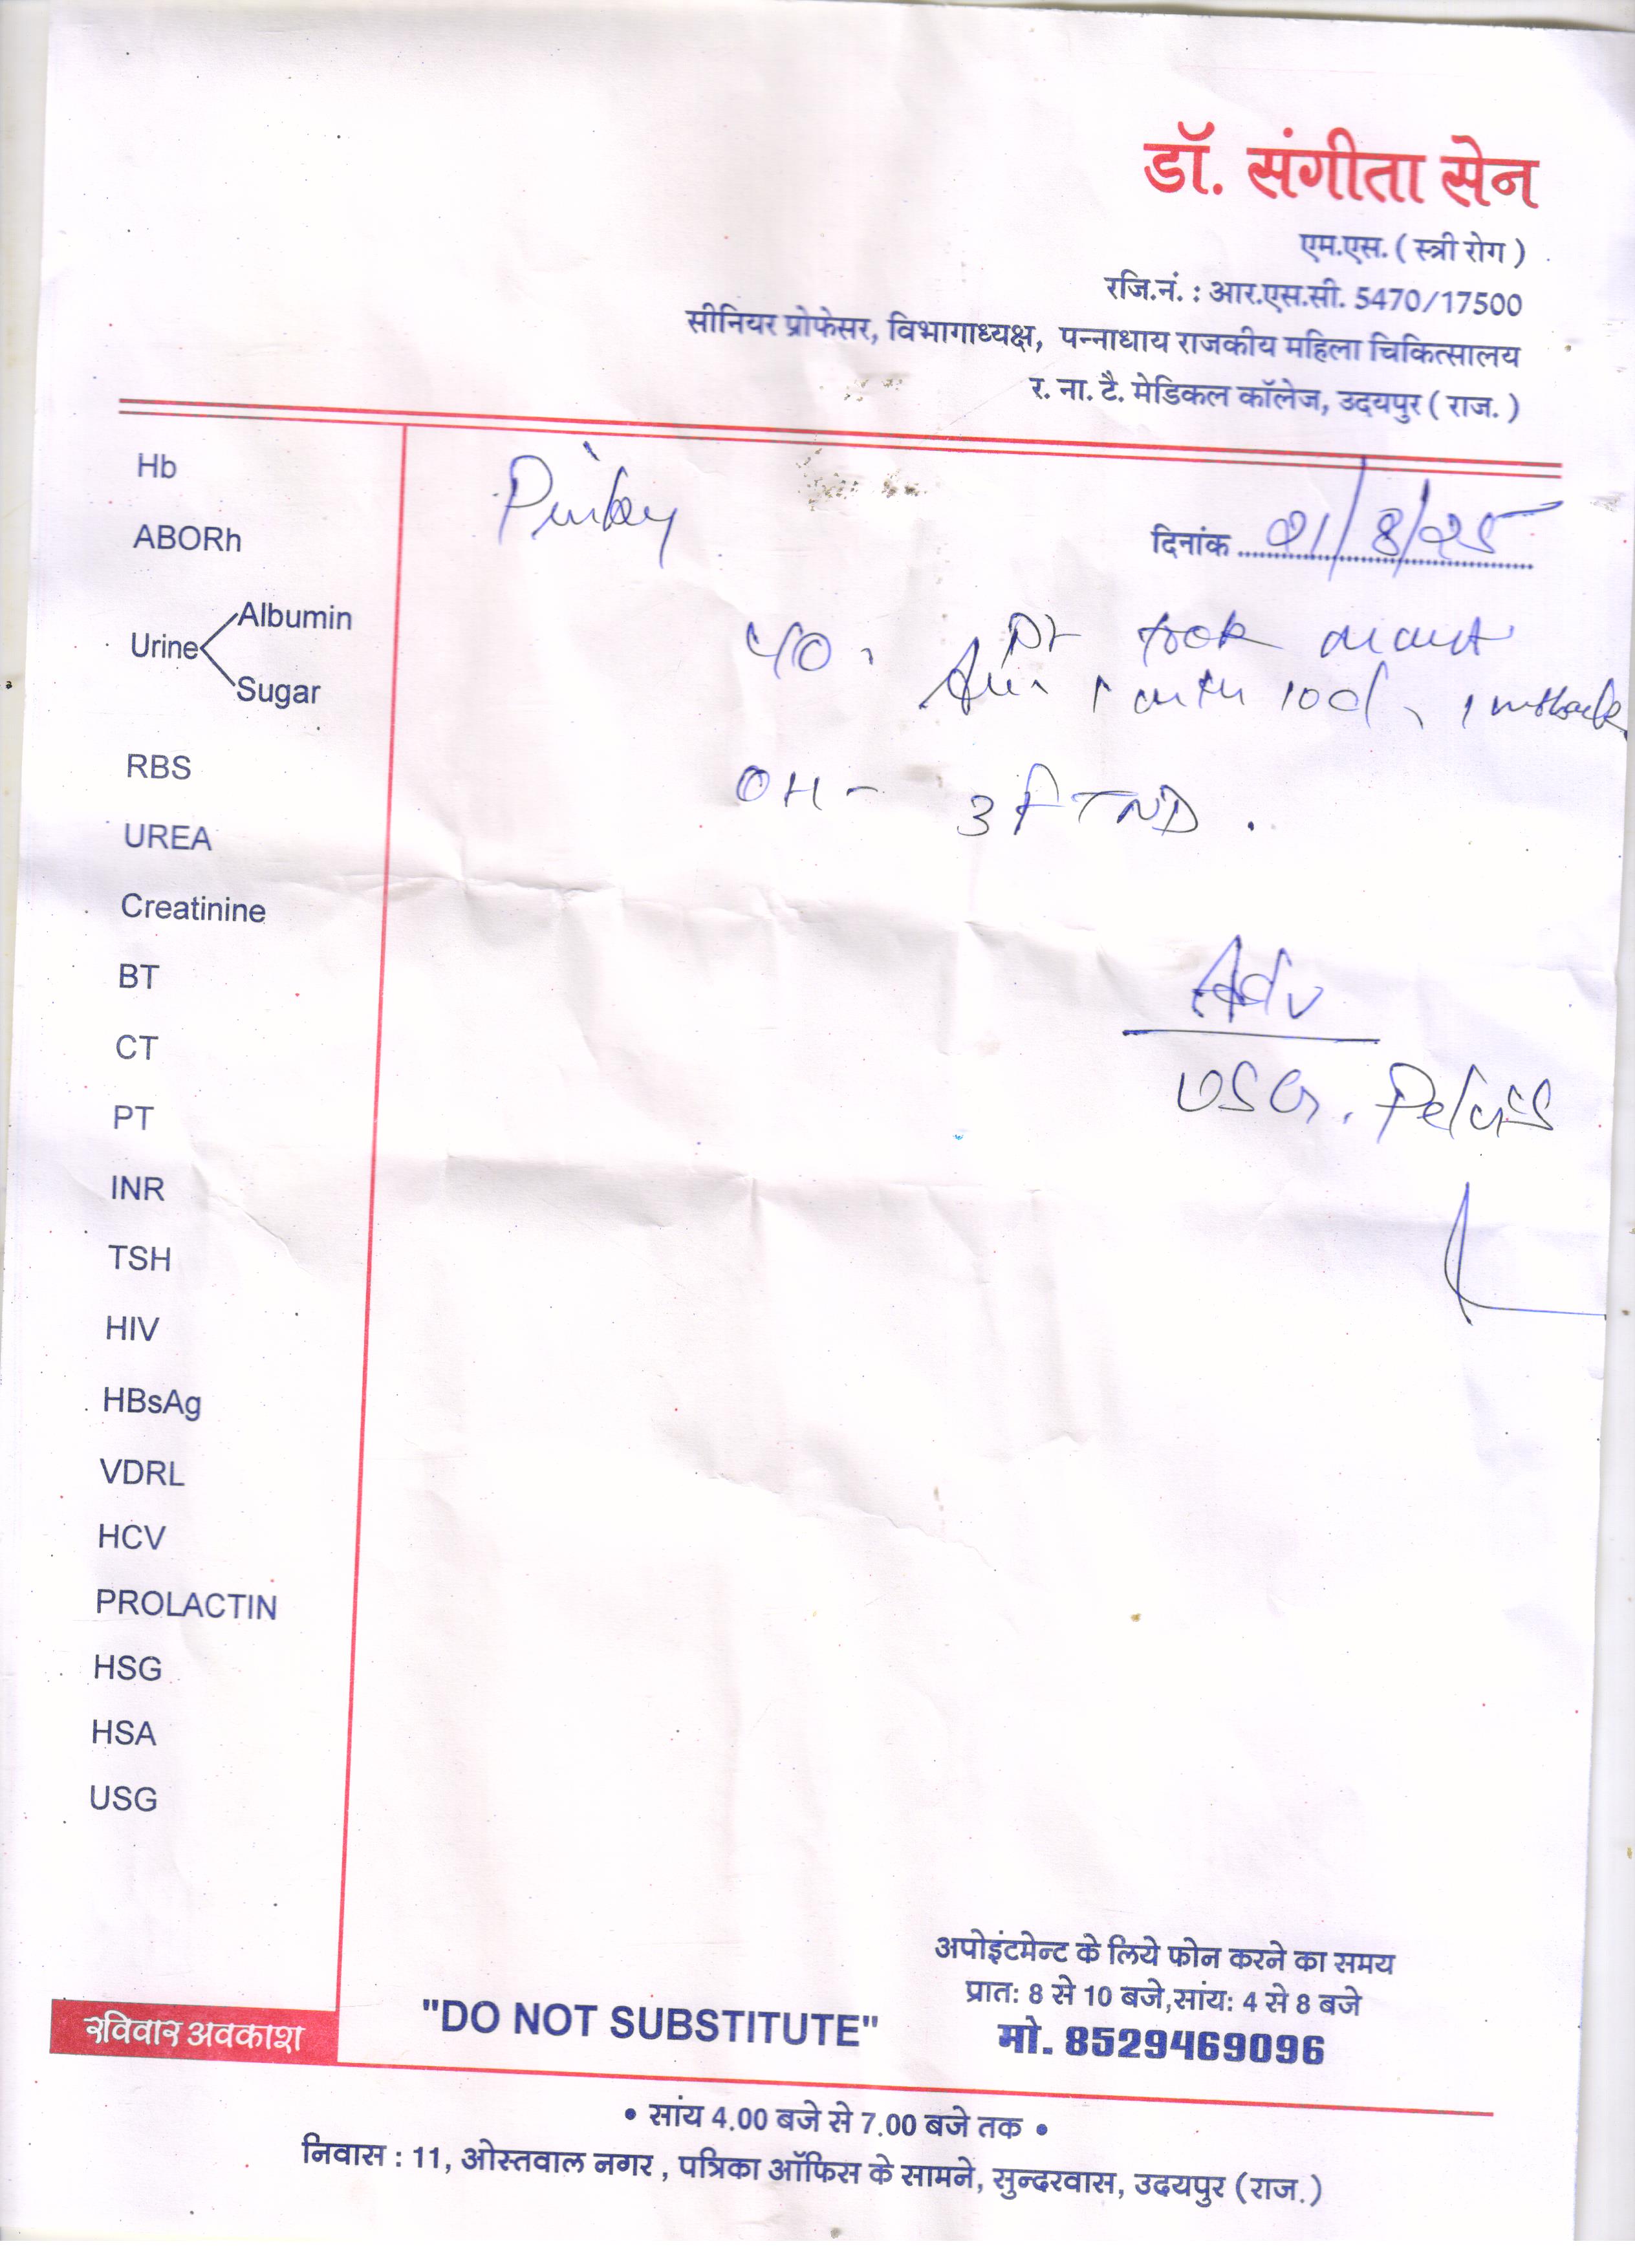 डॉ. संगीता सेन
एम.एस. ( स्त्री रोग )
रजि.नं. : आर.एस.सी. 5470/17500
सीनियर प्रोफेसर, विभागाध्यक्ष, पन्नाधाय राजकीय महिला चिकित्सालय
र. ना. टै. मेडिकल कॉलेज, उदयपुर ( राज. )
दिनांक 21/8/25
Pt took
10d
OH - 3 FTND.
Adv
USG. Pelvis
Hb
ABORh
Urine
Albumin
Sugar
RBS
UREA
Creatinine
BT
CT
PT
INR
TSH
HIV
HBsAg
VDRL
HCV
PROLACTIN
HSG
HSA
USG
रविवार अवकाश
"DO NOT SUBSTITUTE"
अपोइंटमेन्ट के लिये फोन करने का समय
प्रात: 8 से 10 बजे,सांय: 4 से 8 बजे
मो. 8529469096
• सांय 4.00 बजे से 7.00 बजे तक •
निवास : 11, ओस्तवाल नगर , पत्रिका ऑफिस के सामने, सुन्दरवास, उदयपुर (राज.)